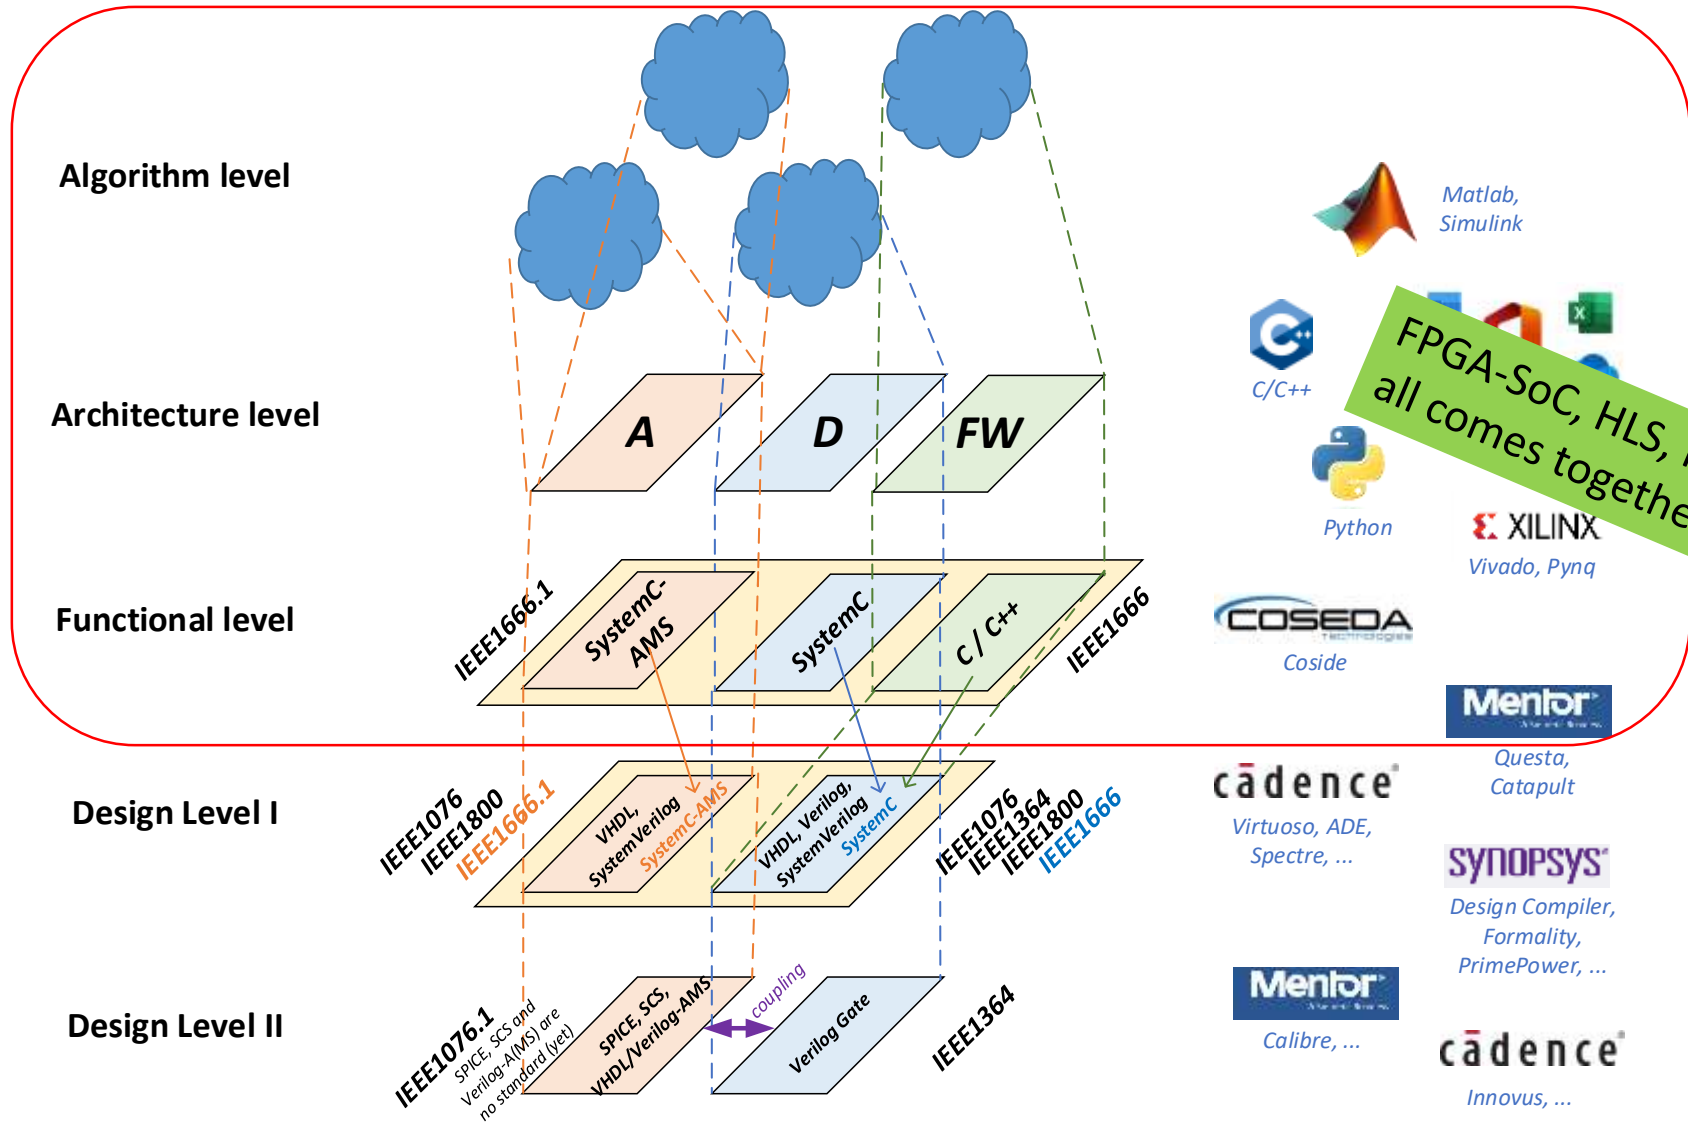 Algorithm level
Matlab,
Simulink
C/C++
FPGA-SoC, HLS,
all comes
Architecture level
A
D
FW
Python
XILINX
Vivado, Pynq
Functional level
IEEE1666.1
SystemC-
AMS
SystemC
C / C++
IEEE1666
COSEDA
Technologies
Coside
Mentor
Questa,
Catapult
Design Level I
IEEE1076
IEEE1800
IEEE1666.1
VHDL,
SystemVerilog
SystemC-AMS
VHDL, Verilog,
SystemVerilog
SystemC
IEEE1076
IEEE1364
IEEE1800
IEEE1666
cādence®
Virtuoso, ADE,
Spectre, ...
SYNOPSYS®
Design Compiler,
Formality,
PrimePower, ...
Design Level II
IEEE1076.1
SPICE, SCS and
Verilog-A(MS) are
no standard (yet)
SPICE, SCS,
VHDL/Verilog-AMS
coupling
Verilog Gate
IEEE1364
Mentor
Calibre, ...
cādence®
Innovus, ...